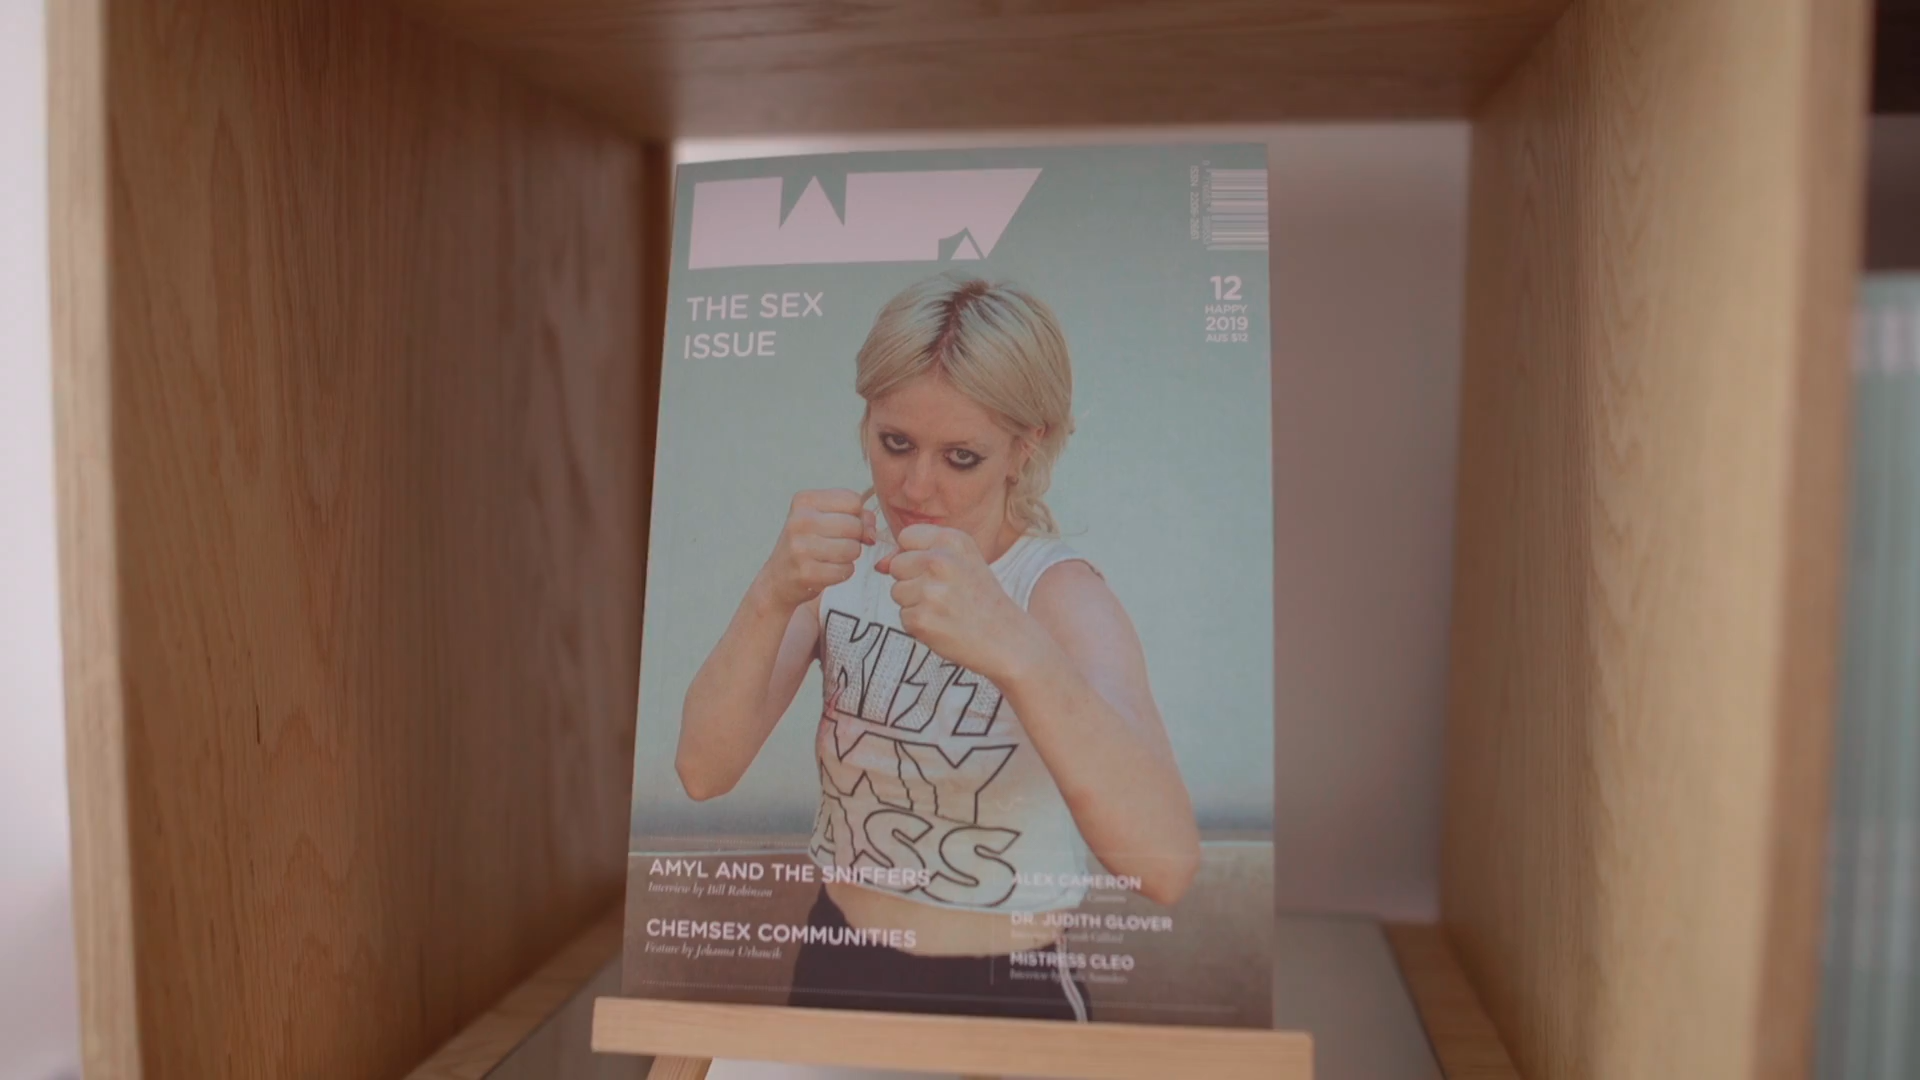 THE SEX
ISSUE
12
HAPPY
2019
AUS $12
KISS
MY
ASS
AMYL AND THE SNIFFERS
Interview by Bill Robinson
CHEMSEX COMMUNITIES
Feature by Johanna Urbancik
ALEX CAMERON
DR. JUDITH GLOVER
MISTRESS CLEO